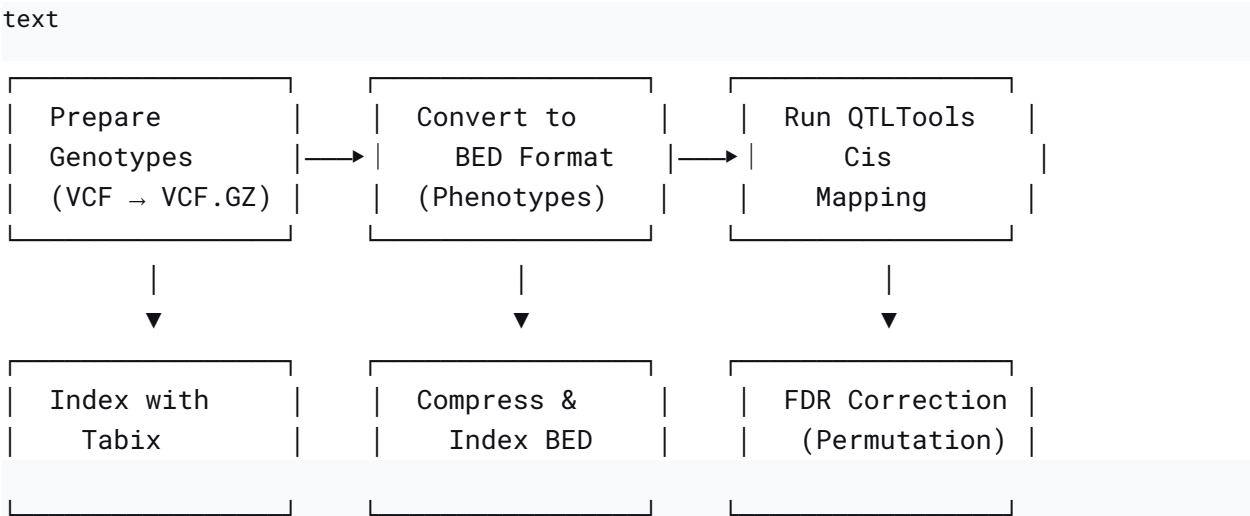 text
Prepare Convert to Run QTLTools
Genotypes BED Format Cis
(VCF → VCF.GZ) (Phenotypes) Mapping
Index with Compress & FDR Correction
Tabix Index BED (Permutation)